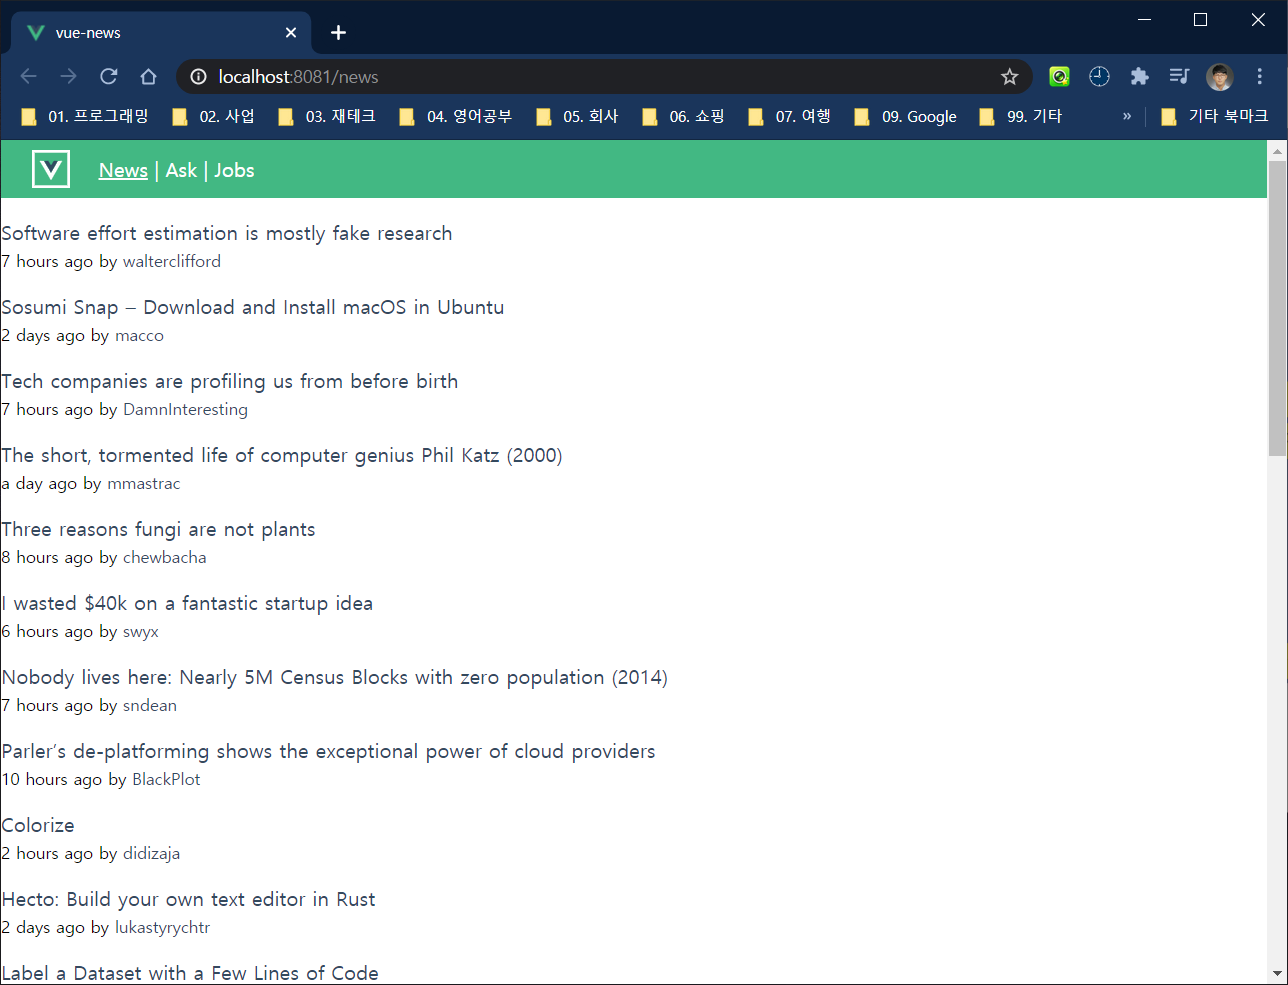 vue-news
localhost:8081/news
01. 프로그래밍 02. 사업 03. 재테크 04. 영어공부 05. 회사 06. 쇼핑 07. 여행 09. Google 99. 기타 » 기타 북마크
News | Ask | Jobs
Software effort estimation is mostly fake research
7 hours ago by walterclifford
Sosumi Snap – Download and Install macOS in Ubuntu
2 days ago by macco
Tech companies are profiling us from before birth
7 hours ago by DamnInteresting
The short, tormented life of computer genius Phil Katz (2000)
a day ago by mmastrac
Three reasons fungi are not plants
8 hours ago by chewbacha
I wasted $40k on a fantastic startup idea
6 hours ago by swyx
Nobody lives here: Nearly 5M Census Blocks with zero population (2014)
7 hours ago by sndean
Parler’s de-platforming shows the exceptional power of cloud providers
10 hours ago by BlackPlot
Colorize
2 hours ago by didizaja
Hecto: Build your own text editor in Rust
2 days ago by lukastyrychtr
Label a Dataset with a Few Lines of Code